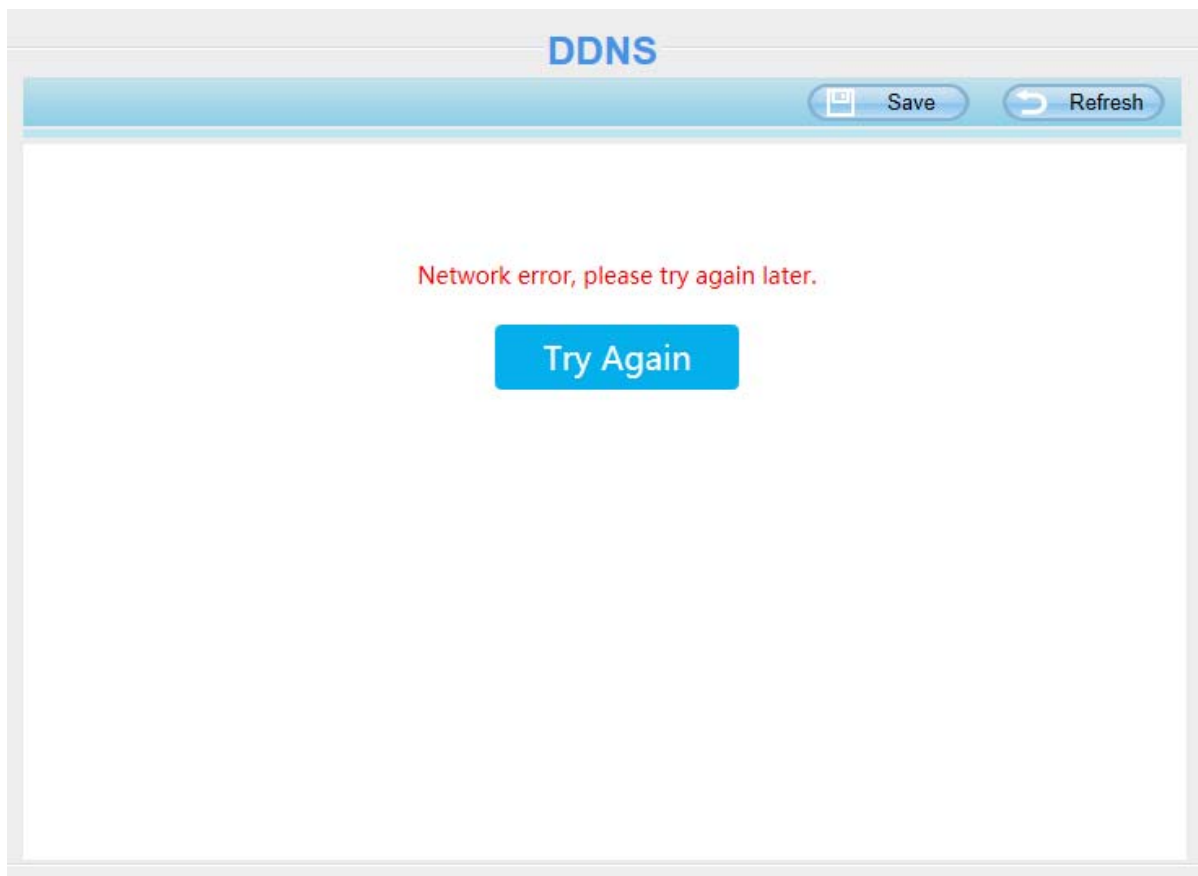 DDNS
Save Refresh
Network error, please try again later.
Try Again